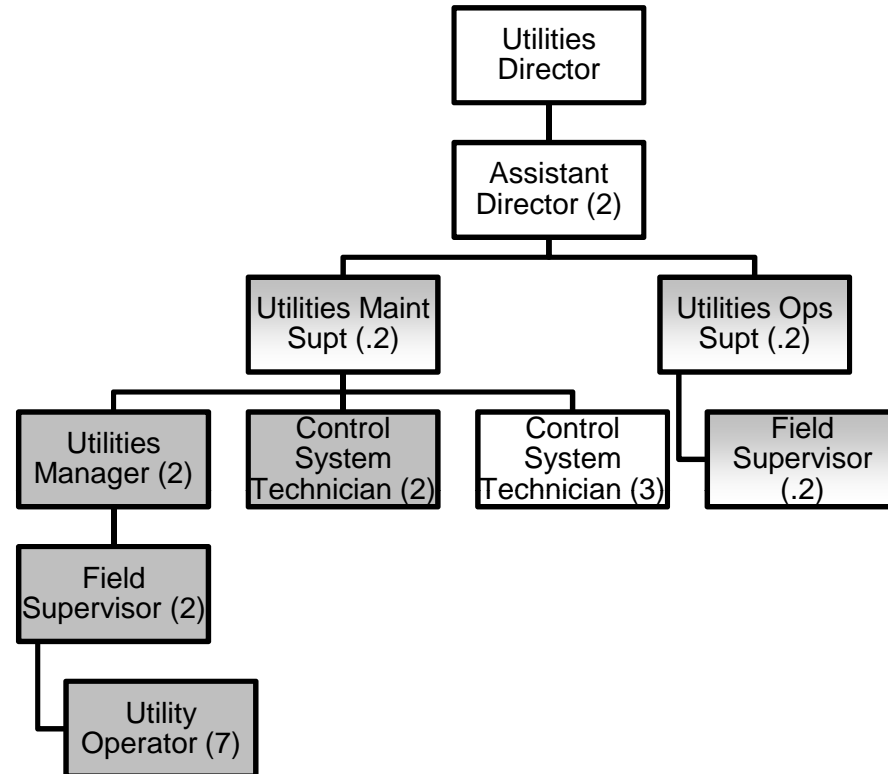 Utilities
Director
Assistant
Director (2)
Utilities Maint
Supt (.2)
Utilities Ops
Supt (.2)
Utilities
Manager (2)
Control
System
Technician (2)
Control
System
Technician (3)
Field
Supervisor
(.2)
Field
Supervisor (2)
Utility
Operator (7)